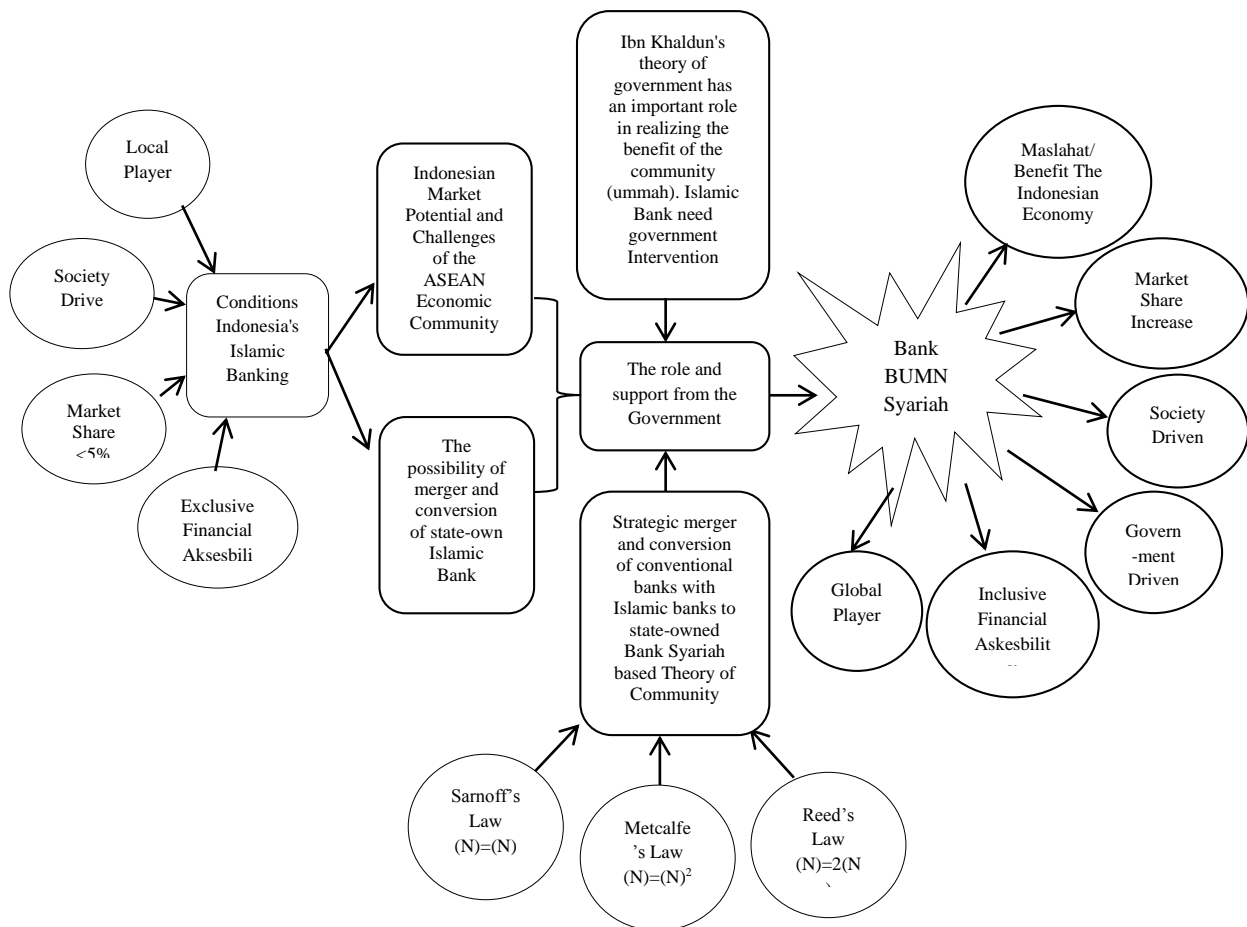 Local
Player
Society
Drive
Market
Share
<5%
Exclusive
Financial
Aksesbili
Conditions
Indonesia's
Islamic
Banking
Indonesian
Market
Potential and
Challenges
of the
ASEAN
Economic
Community
The
possibility of
merger and
conversion
of state-own
Islamic
Bank
Ibn Khaldun's
theory of
government has
an important role
in realizing the
benefit of the
community
(ummah). Islamic
Bank need
government
Intervention
The role and
support from the
Government
Strategic merger
and conversion
of conventional
banks with
Islamic banks to
state-owned
Bank Syariah
based Theory of
Community
Sarnoff’s
Law
(N)=(N)
Metcalfe
’s Law
(N)=(N)²
Reed’s
Law
(N)=2(N
Bank
BUMN
Syariah
Maslahat/
Benefit The
Indonesian
Economy
Market
Share
Increase
Society
Driven
Govern
-ment
Driven
Inclusive
Financial
Askesbilit
Global
Player